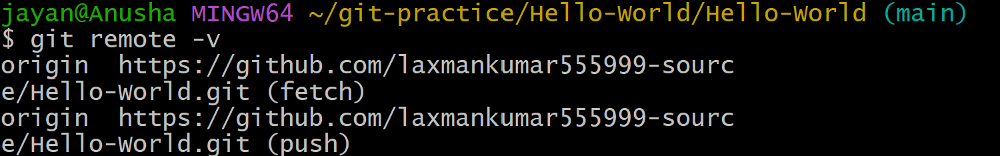 jayan@Anusha MINGW64 ~/git-practice/Hello-World/Hello-World (main)
$ git remote -v
origin  https://github.com/laxmankumar555999-sourc
e/Hello-World.git (fetch)
origin  https://github.com/laxmankumar555999-sourc
e/Hello-World.git (push)